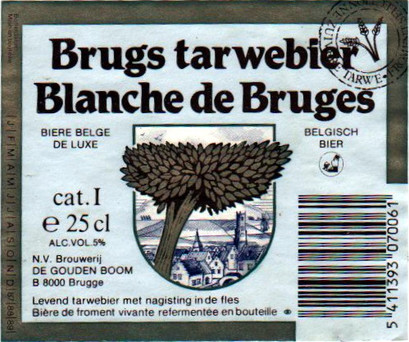 Brugs tarwebier
Blanche de Bruges
BIERE BELGE
DE LUXE
BELGISCH
BIER
cat. I
e 25 cl
ALC.VOL.5%
N.V. Brouwerij
DE GOUDEN BOOM
B 8000 Brugge
Levend tarwebier met nagisting in de fles
Bière de froment vivante refermentée en bouteille
TARWE
J F M A M J J A S O N D
5 411393 070061